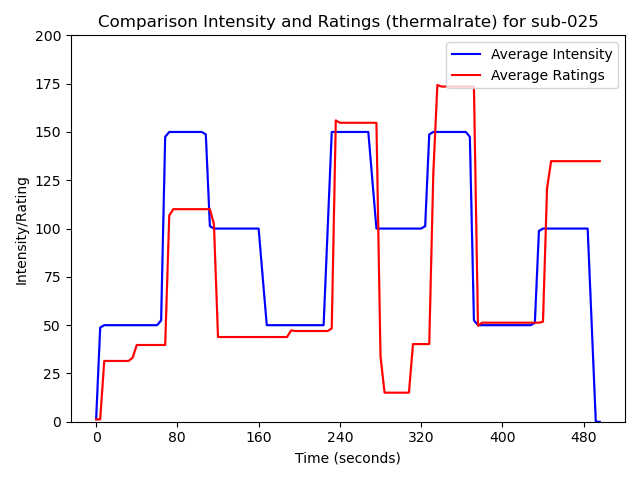 Comparison Intensity and Ratings (thermalrate) for sub-025
Average Intensity
Average Ratings
Intensity/Rating
200
175
150
125
100
75
50
25
0
0 80 160 240 320 400 480
Time (seconds)